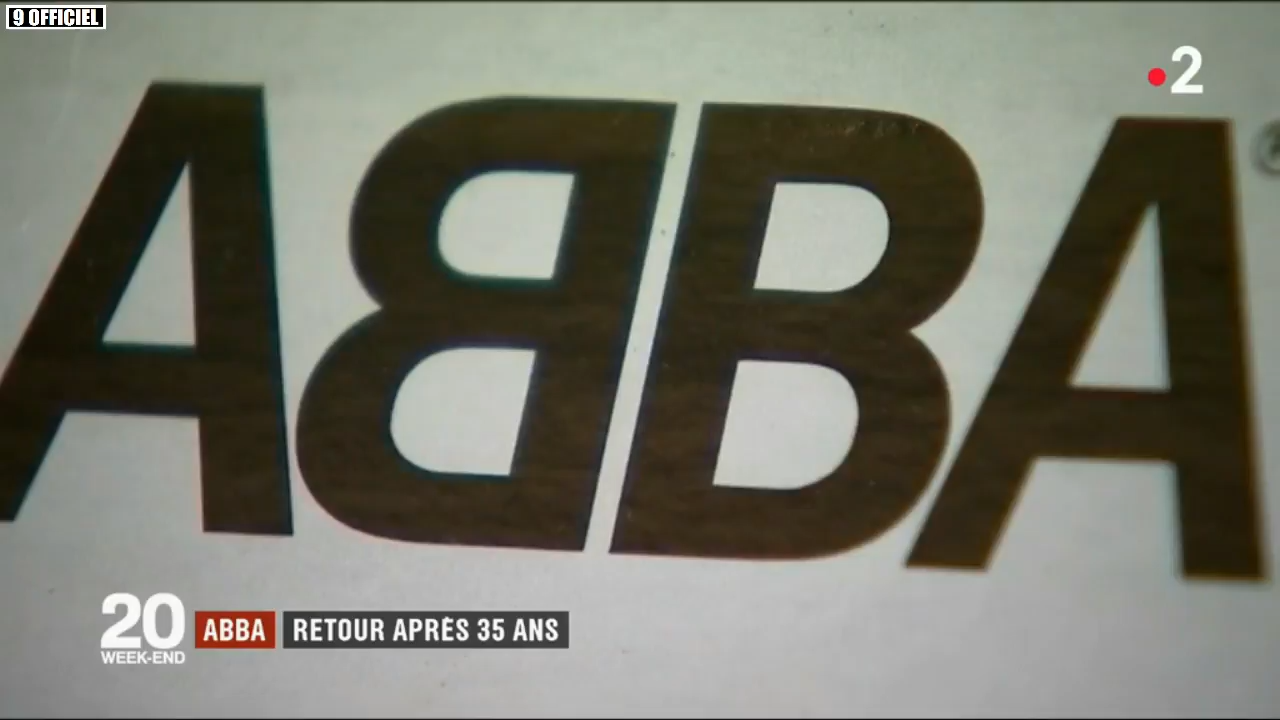 9 OFFICIEL
2
ABBA
20
WEEK-END
ABBA
RETOUR APRÈS 35 ANS